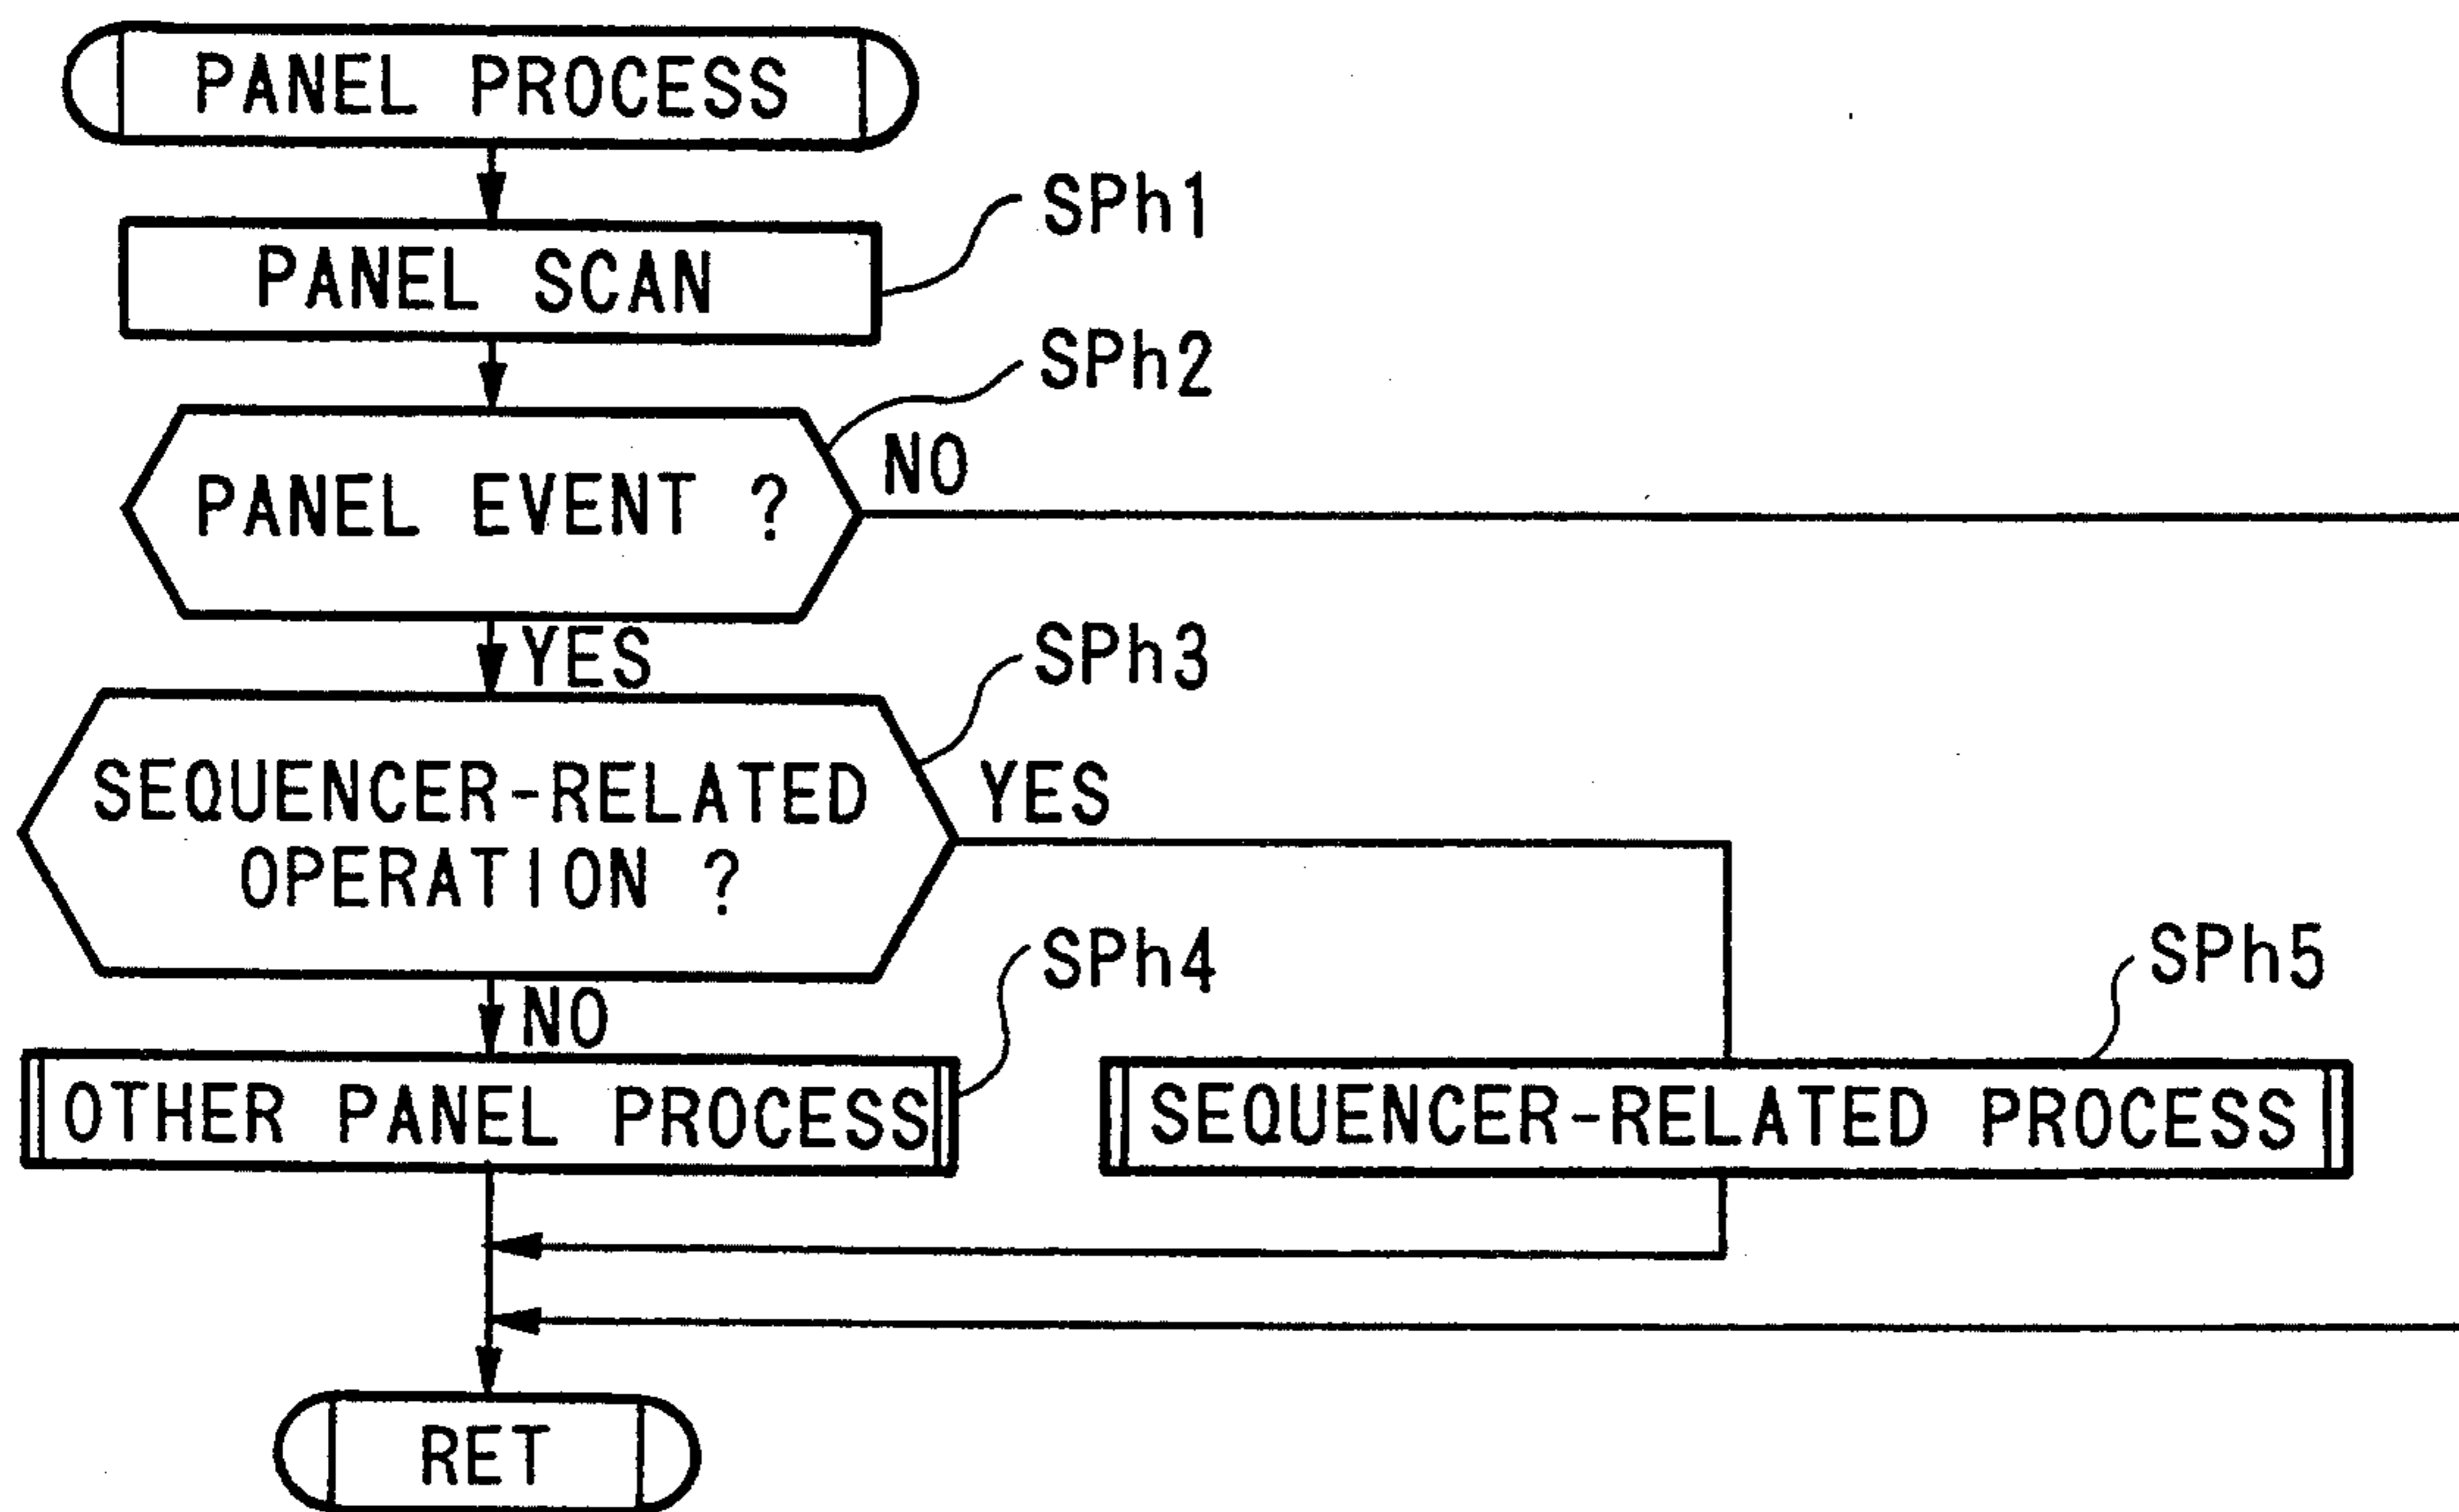 PANEL PROCESS
SPh1
PANEL SCAN
SPh2
PANEL EVENT ?
NO
YES
SPh3
SEQUENCER-RELATED
OPERATION ?
YES
NO
SPh4
SPh5
OTHER PANEL PROCESS
SEQUENCER-RELATED PROCESS
RET